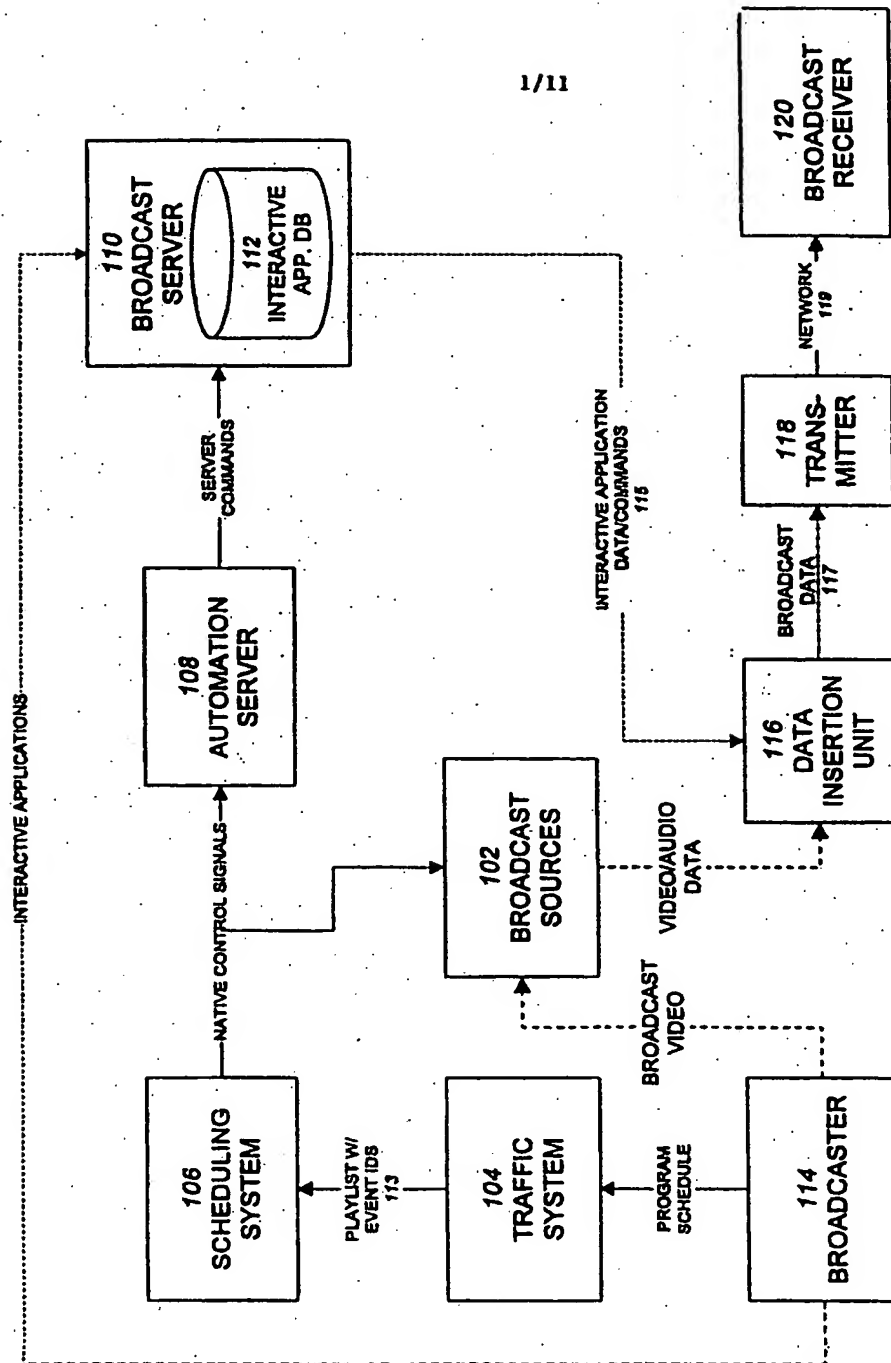 1/11
INTERACTIVE APPLICATIONS
106
SCHEDULING
SYSTEM
NATIVE CONTROL SIGNALS
108
AUTOMATION
SERVER
SERVER
COMMANDS
110
BROADCAST
SERVER
112
INTERACTIVE
APP. DB
PLAYLIST W/
EVENT IDS
113
104
TRAFFIC
SYSTEM
102
BROADCAST
SOURCES
INTERACTIVE APPLICATION
DATA/COMMANDS
115
PROGRAM
SCHEDULE
BROADCAST
VIDEO
VIDEO/AUDIO
DATA
114
BROADCASTER
116
DATA
INSERTION
UNIT
BROADCAST
DATA
117
118
TRANS-
MITTER
NETWORK
119
120
BROADCAST
RECEIVER